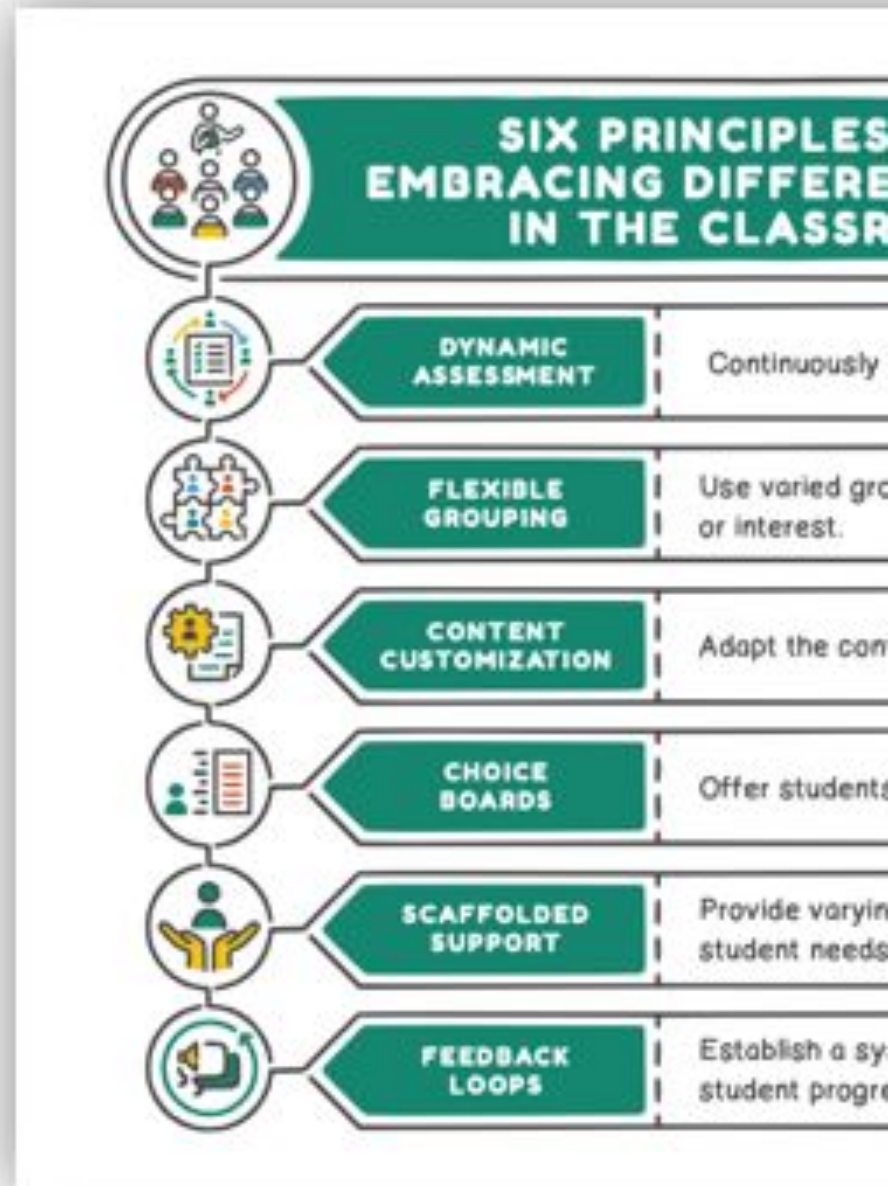 SIX PRINCIPLES
EMBRACING DIFFERE
IN THE CLASSR
DYNAMIC
ASSESSMENT
Continuously
FLEXIBLE
GROUPING
Use varied gro
or interest.
CONTENT
CUSTOMIZATION
Adapt the con
CHOICE
BOARDS
Offer students
SCAFFOLDED
SUPPORT
Provide varyin
student needs
FEEDBACK
LOOPS
Establish a sy
student progre